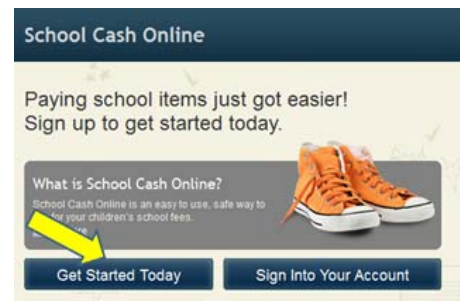 School Cash Online
Paying school items just got easier!
Sign up to get started today.
What is School Cash Online?
School Cash Online is an easy to use, safe way to
for your children's school fees.
Get Started Today
Sign Into Your Account